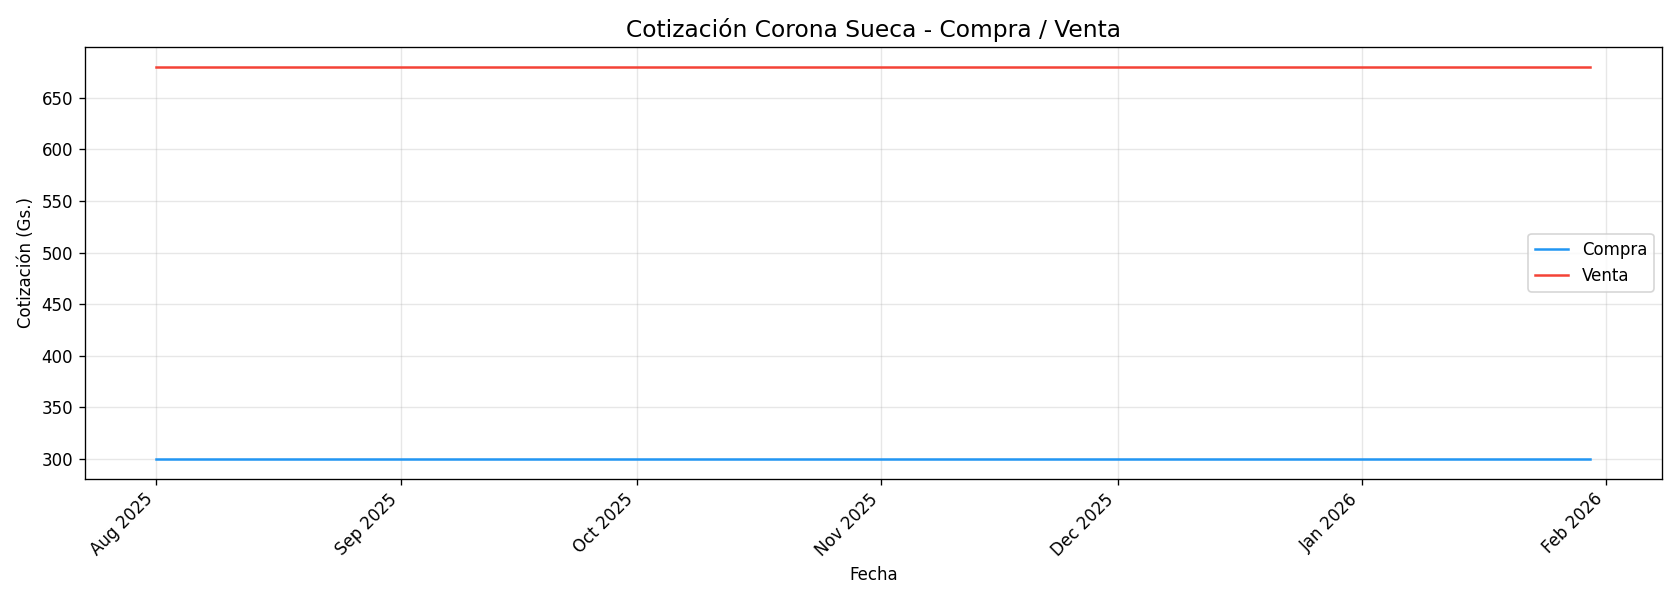 Cotización Corona Sueca - Compra / Venta
Cotización (Gs.)
650
600
550
500
450
400
350
300
Compra
Venta
Aug 2025
Sep 2025
Oct 2025
Nov 2025
Dec 2025
Jan 2026
Feb 2026
Fecha